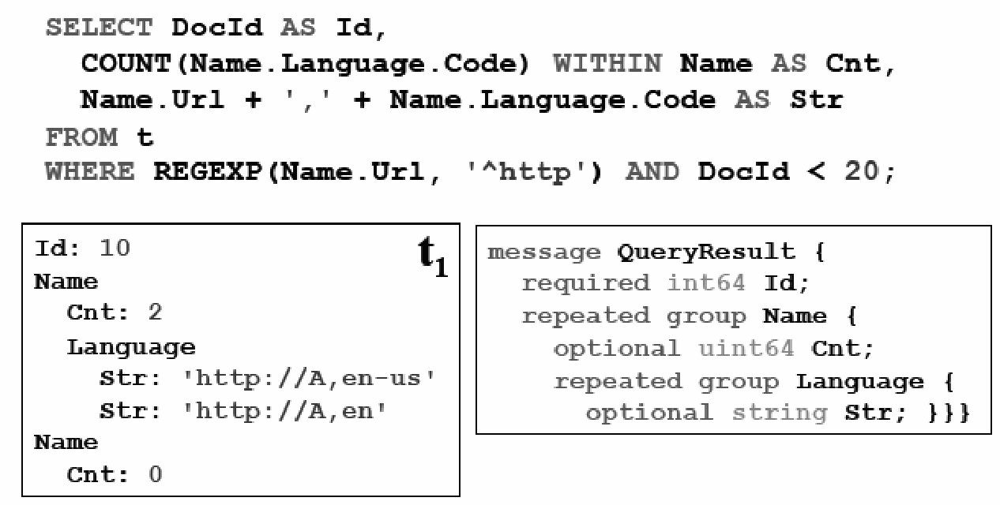 SELECT DocId AS Id,
COUNT(Name.Language.Code) WITHIN Name AS Cnt,
Name.Url + ',' + Name.Language.Code AS Str
FROM t
WHERE REGEXP(Name.Url, '^http') AND DocId < 20;
Id: 10
t1
Name
Cnt: 2
Language
Str: 'http://A,en-us'
Str: 'http://A,en'
Name
Cnt: 0
message QueryResult {
required int64 Id;
repeated group Name {
optional uint64 Cnt;
repeated group Language {
optional string Str; }}}